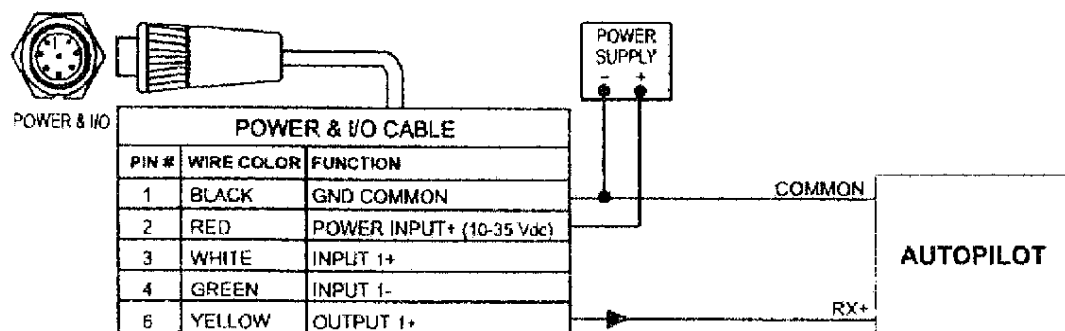 POWER
SUPPLY
- +
POWER & I/O
POWER & I/O CABLE
PIN # WIRE COLOR FUNCTION
1 BLACK GND COMMON
2 RED POWER INPUT+ (10-35 Vdc)
3 WHITE INPUT 1+
4 GREEN INPUT 1-
6 YELLOW OUTPUT 1+
COMMON
AUTOPILOT
RX+